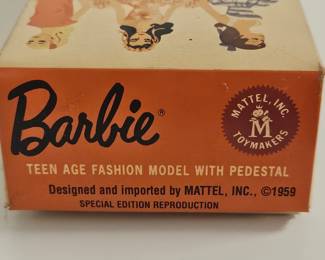 Barbie®
MATTEL, INC.
M
TOYMAKERS
TEEN AGE FASHION MODEL WITH PEDESTAL
Designed and imported by MATTEL, INC., ©1959
SPECIAL EDITION REPRODUCTION